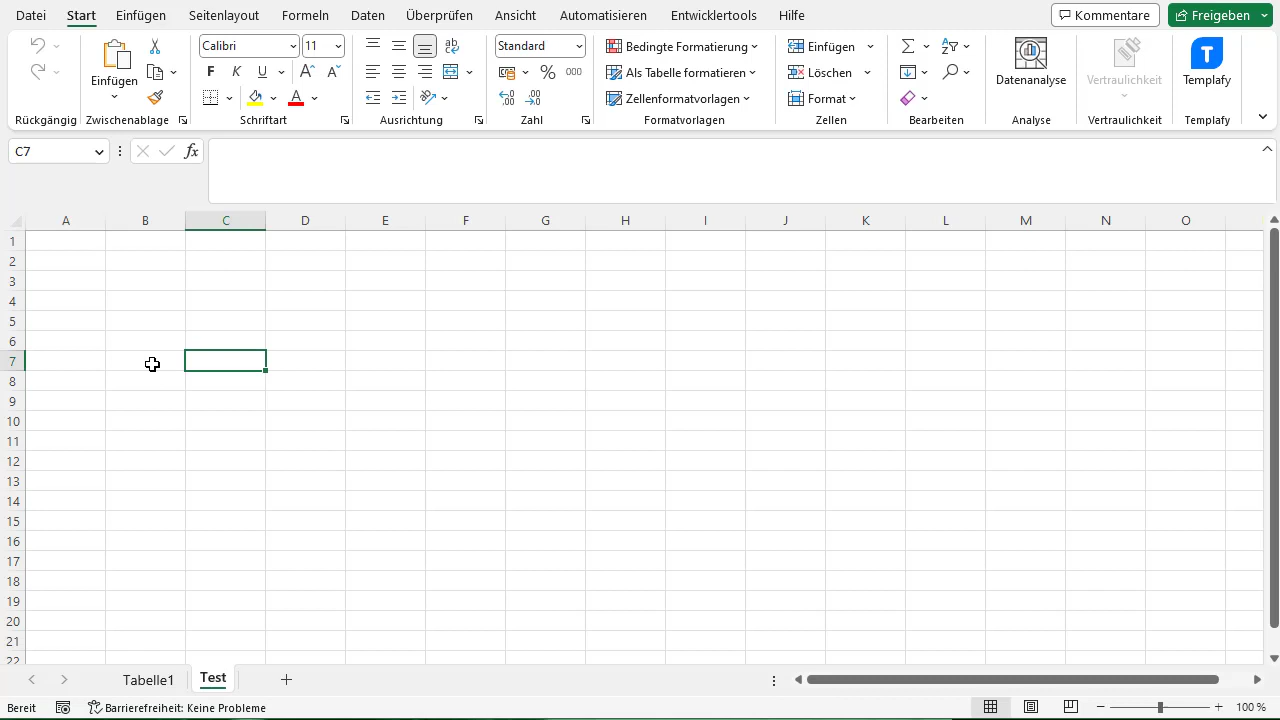 Datei Start Einfügen Seitenlayout Formeln Daten Überprüfen Ansicht Automatisieren Entwicklertools Hilfe Kommentare Freigeben
Calibri 11 ab Standard Bedingte Formatierung Einfügen
Einfügen F K U A A % 000 Als Tabelle formatieren Löschen Datenanalyse Vertraulichkeit Templafy
A Zellenformatvorlagen Format
Rückgängig Zwischenablage Schriftart Ausrichtung Zahl Formatvorlagen Zellen Bearbeiten Analyse Vertraulichkeit Templafy
C7 fx
A B C D E F G H I J K L M N O
1
2
3
4
5
6
7
8
9
10
11
12
13
14
15
16
17
18
19
20
21
22
Tabelle1 Test
Bereit Barrierefreiheit: Keine Probleme 100 %